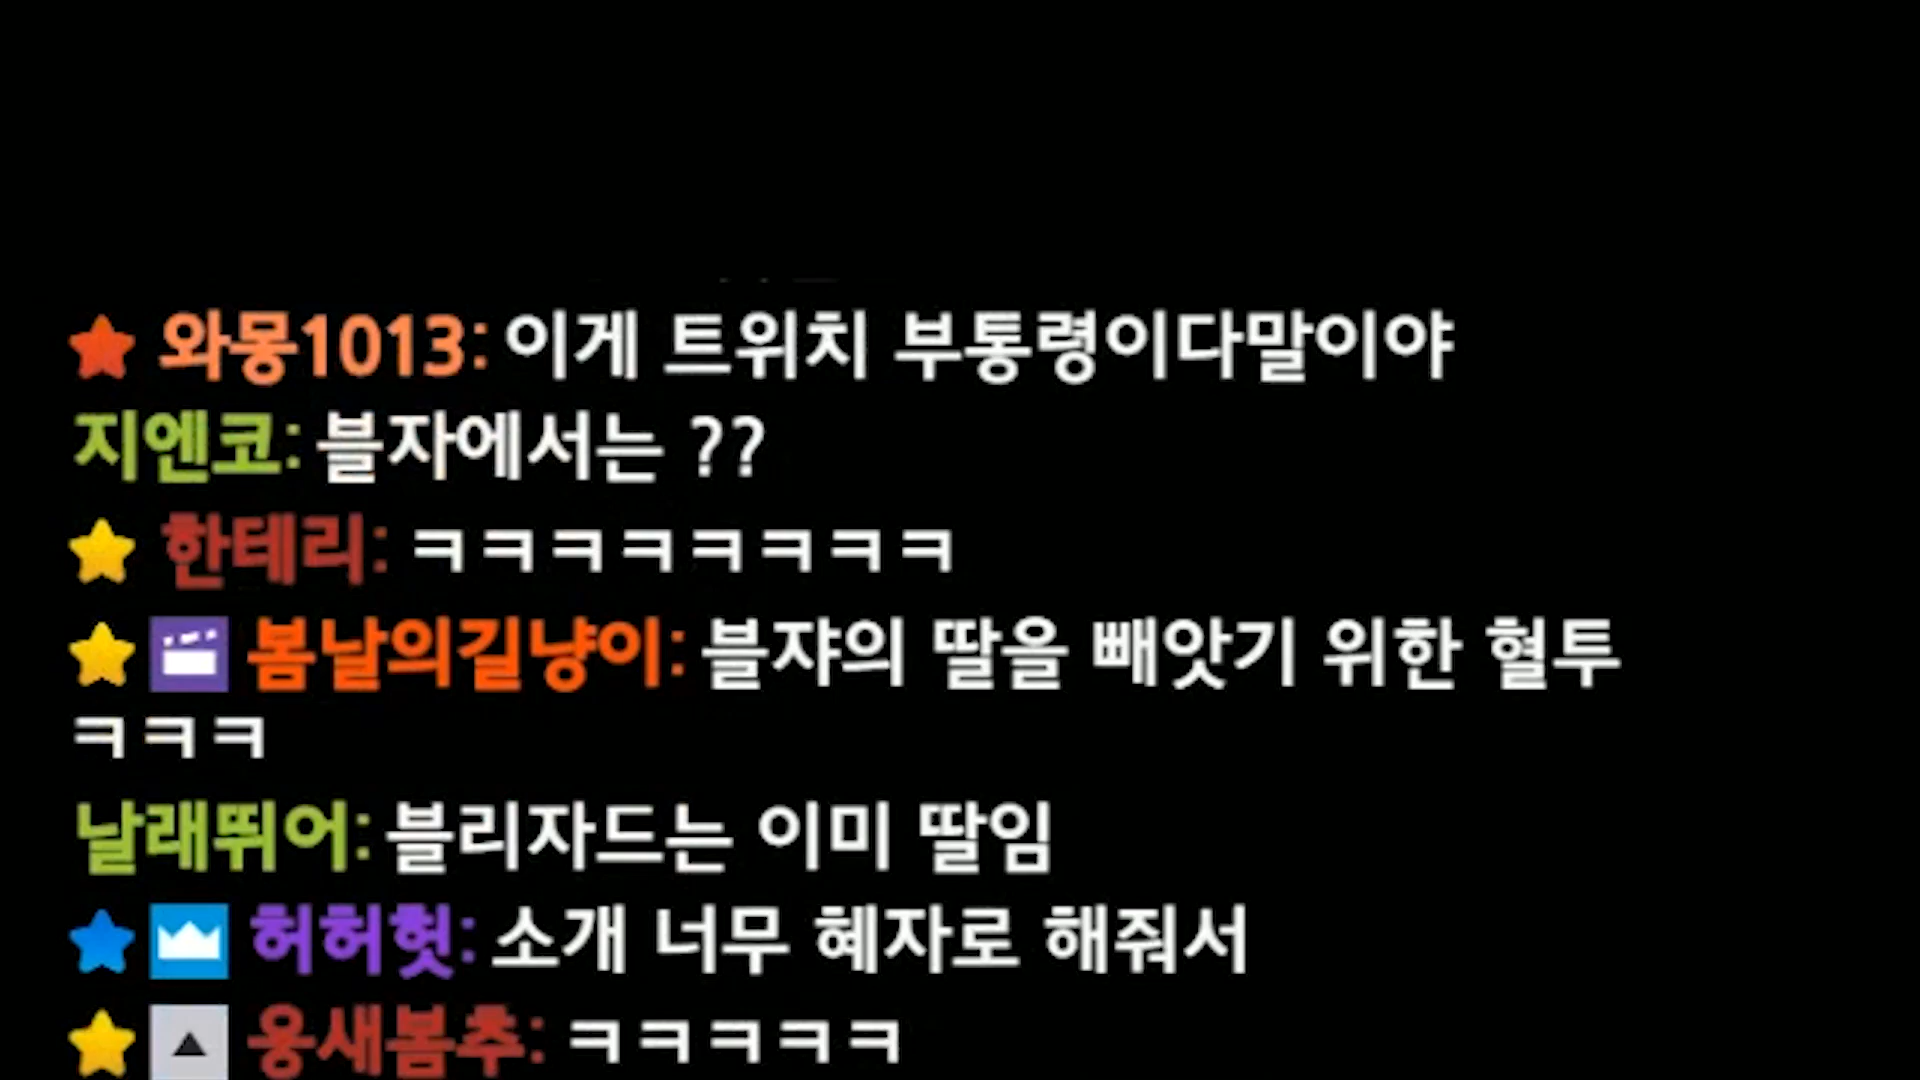 와몽1013: 이게 트위치 부통령이다말이야
지엔코: 블자에서는 ??
한테리: ㅋㅋㅋㅋㅋㅋㅋㅋ
봄날의길냥이: 블쟈의 딸을 빼앗기 위한 혈투
ㅋㅋㅋ
날래뛰어: 블리자드는 이미 딸임
허허헛: 소개 너무 혜자로 해줘서
옹새봄추: ㅋㅋㅋㅋㅋ